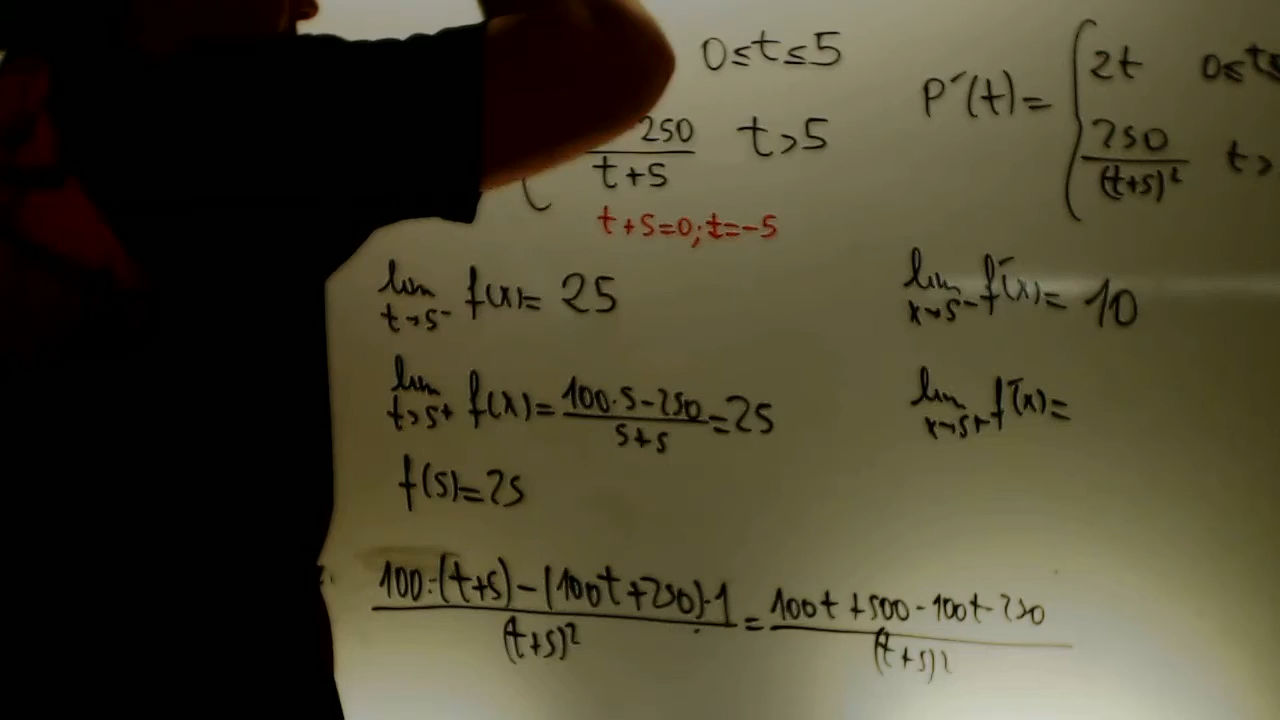 0≤t≤5
250/t+5 t>5
t+5=0; t=-5
P´(t)= { 2t 0≤t≤
250/(t+5)² t>
lim t→5⁻ f(x)= 25
lim x→5⁻ f´(x)= 10
lim t→5⁺ f(x)= 100·5-250/5+5 =25
lim x→5+ f´(x)=
f(5)=25
100·(t+5)-(100t+250)·1/(t+5)² = 100t+500-100t-250/(t+5)²